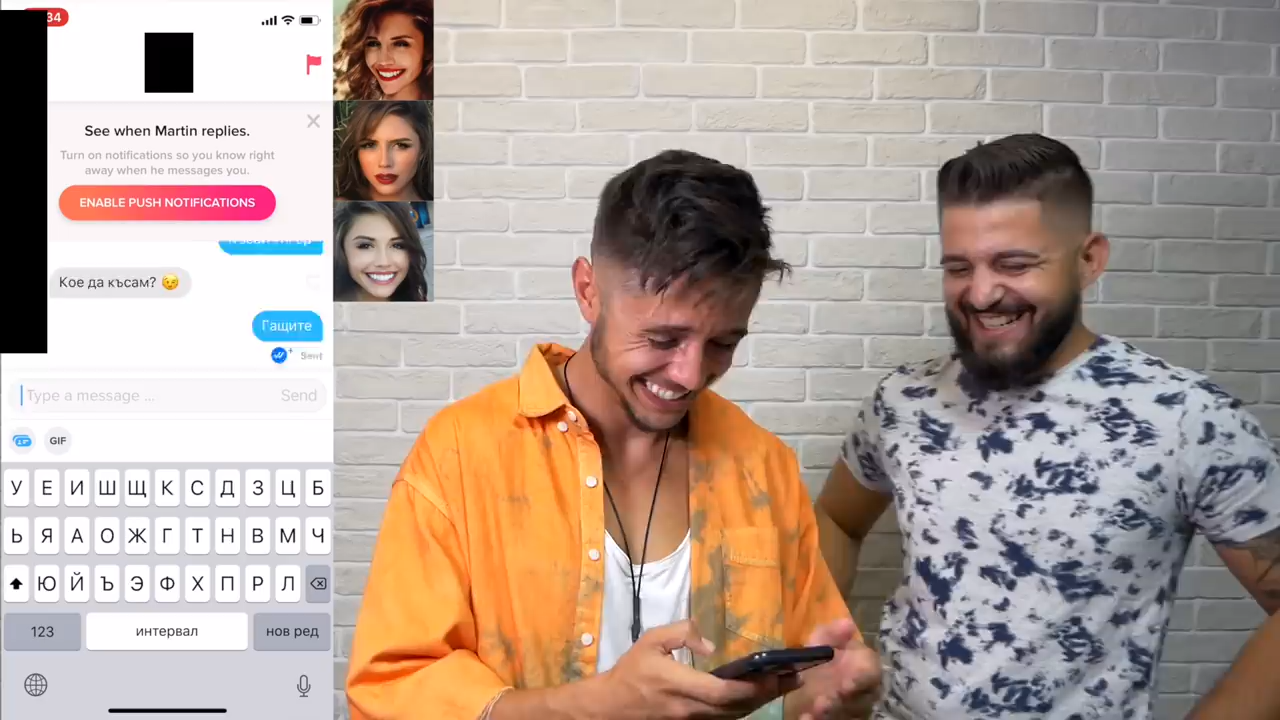 34
See when Martin replies.
Turn on notifications so you know right
away when he messages you.
ENABLE PUSH NOTIFICATIONS
Кое да късам? 😉
Гащите
Sent
Type a message ...
Send
GIF
У Е И Ш Щ К С Д З Ц Б
Ь Я А О Ж Г Т Н В М Ч
Ю Й Ъ Э Ф Х П Р Л
123
интервал
нов ред